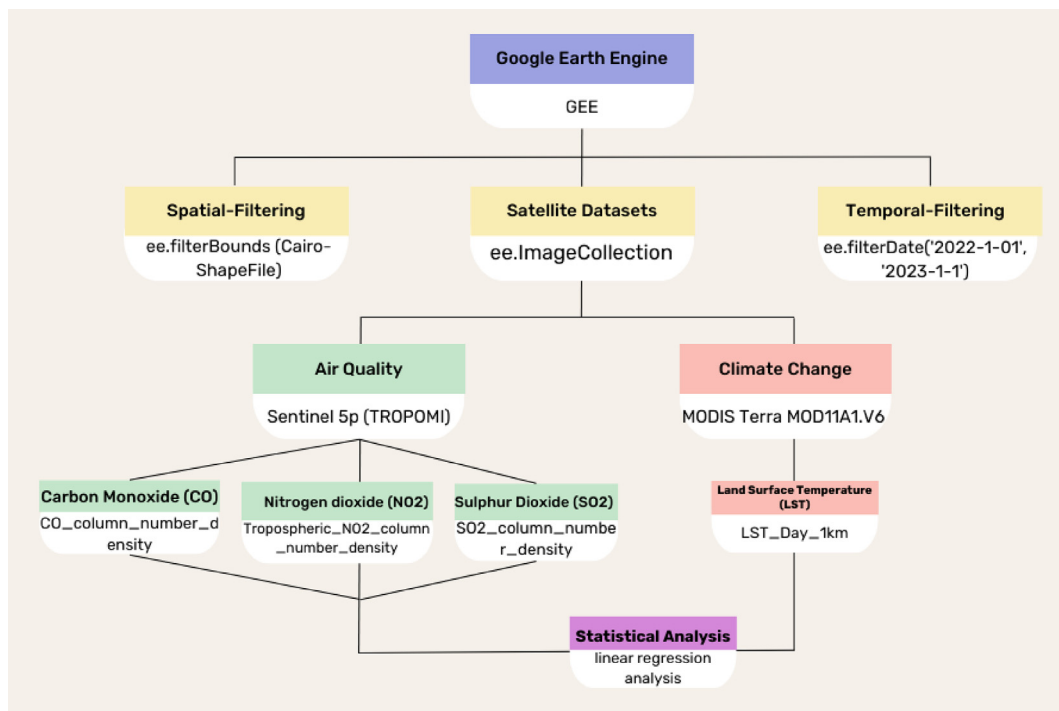 Google Earth Engine
GEE
Spatial-Filtering
ee.filterBounds (Cairo-
ShapeFile)
Satellite Datasets
ee.ImageCollection
Temporal-Filtering
ee.filterDate('2022-1-01',
'2023-1-1')
Air Quality
Sentinel 5p (TROPOMI)
Climate Change
MODIS Terra MOD11A1.V6
Carbon Monoxide (CO)
CO_column_number_d
ensity
Nitrogen dioxide (NO2)
Tropospheric_NO2_column
_number_density
Sulphur Dioxide (SO2)
SO2_column_numbe
r_density
Land Surface Temperature
(LST)
LST_Day_1km
Statistical Analysis
linear regression
analysis